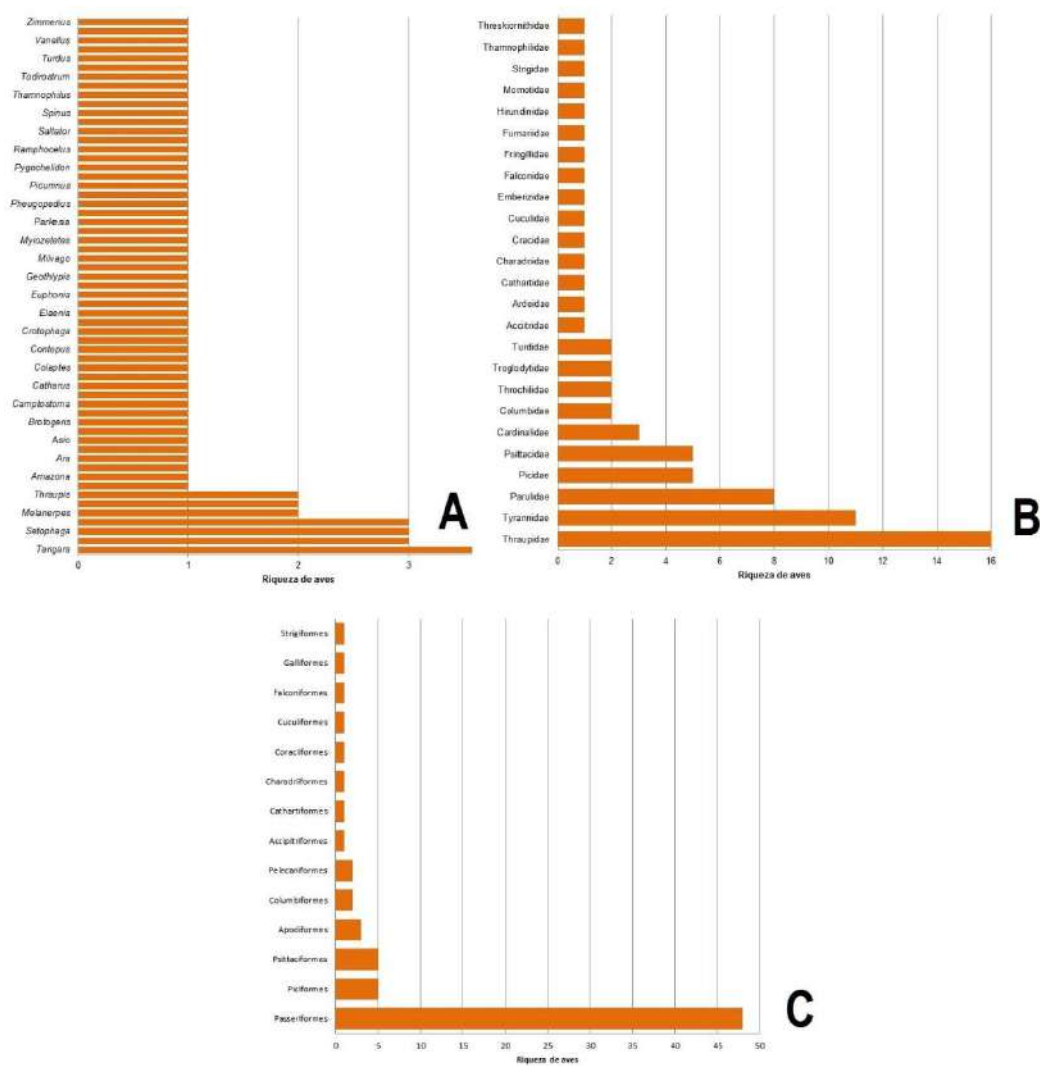 Zimmerius
Vanellus
Turdus
Todirostrum
Thamnophilus
Spinus
Saltator
Ramphocelus
Pygochelidon
Picumnus
Pheugopedius
Parkesia
Myiozetetes
Milvago
Geothlypis
Euphonia
Elaenia
Crotophaga
Contopus
Colaptes
Catharus
Camptostoma
Brotogeris
Asio
Ara
Amazona
Thraupis
Melanerpes
Setophaga
Tangara
0 1 2 3
Riqueza de aves
A
Threskiornithidae
Thamnophilidae
Strigidae
Momotidae
Hirundinidae
Furnariidae
Fringillidae
Falconidae
Emberizidae
Cuculidae
Cracidae
Charadriidae
Cathartidae
Ardeidae
Accitridae
Turdidae
Troglodytidae
Throchilidae
Columbidae
Cardinalidae
Psittacidae
Picidae
Parulidae
Tyrannidae
Thraupidae
0 2 4 6 8 10 12 14 16
Riqueza de aves
B
Strigiformes
Galliformes
Falconiformes
Cuculiformes
Coraciiformes
Charadriiformes
Cathartiformes
Accipitriformes
Pelecaniformes
Columbiformes
Apodiformes
Psittaciformes
Piciformes
Passeriformes
0 5 10 15 20 25 30 35 40 45 50
Riqueza de aves
C